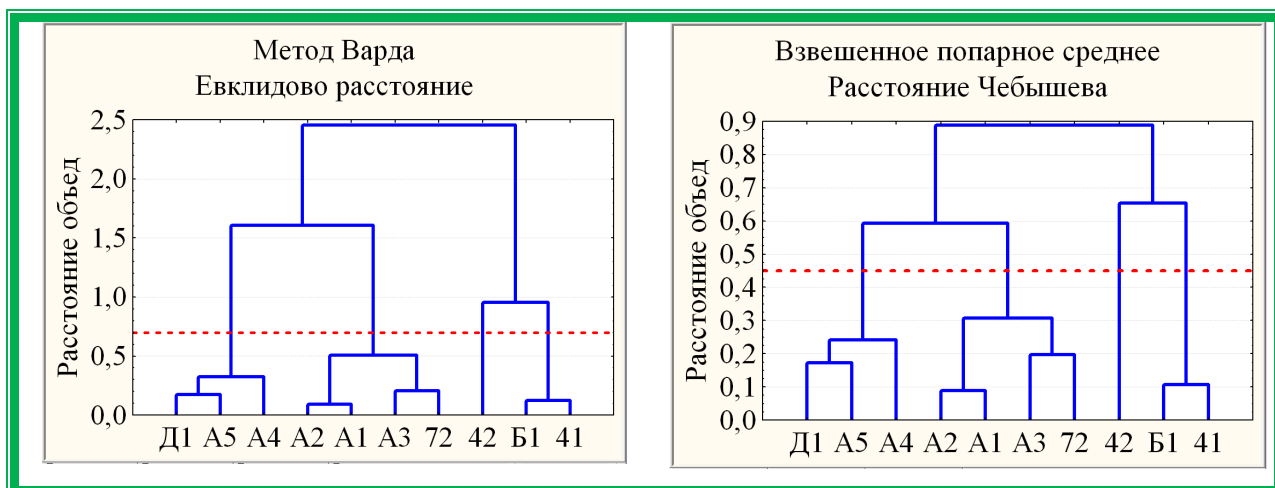 Метод Варда
Евклидово расстояние
Расстояние объед
2,5
2,0
1,5
1,0
0,5
0,0
Д1 А5 А4 А2 А1 А3 72 42 Б1 41
Взвешенное попарное среднее
Расстояние Чебышева
Расстояние объед
0,9
0,8
0,7
0,6
0,5
0,4
0,3
0,2
0,1
0,0
Д1 А5 А4 А2 А1 А3 72 42 Б1 41